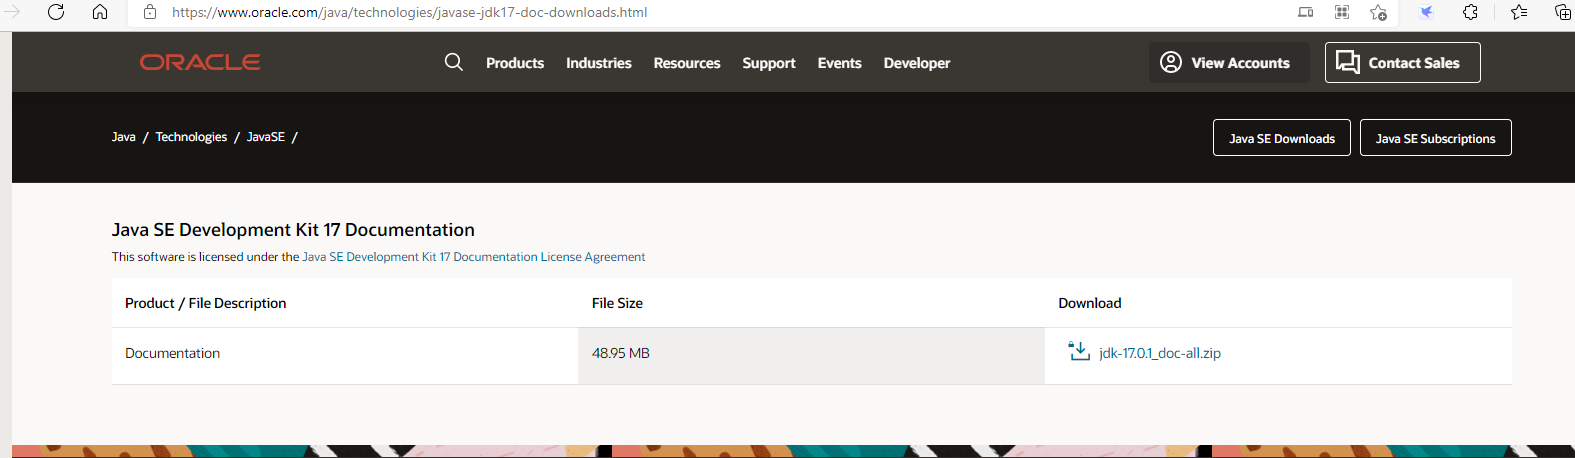 https://www.oracle.com/java/technologies/javase-jdk17-doc-downloads.html
ORACLE Products Industries Resources Support Events Developer View Accounts Contact Sales
Java / Technologies / JavaSE / Java SE Downloads Java SE Subscriptions
Java SE Development Kit 17 Documentation
This software is licensed under the Java SE Development Kit 17 Documentation License Agreement
Product / File Description File Size Download
Documentation 48.95 MB jdk-17.0.1_doc-all.zip